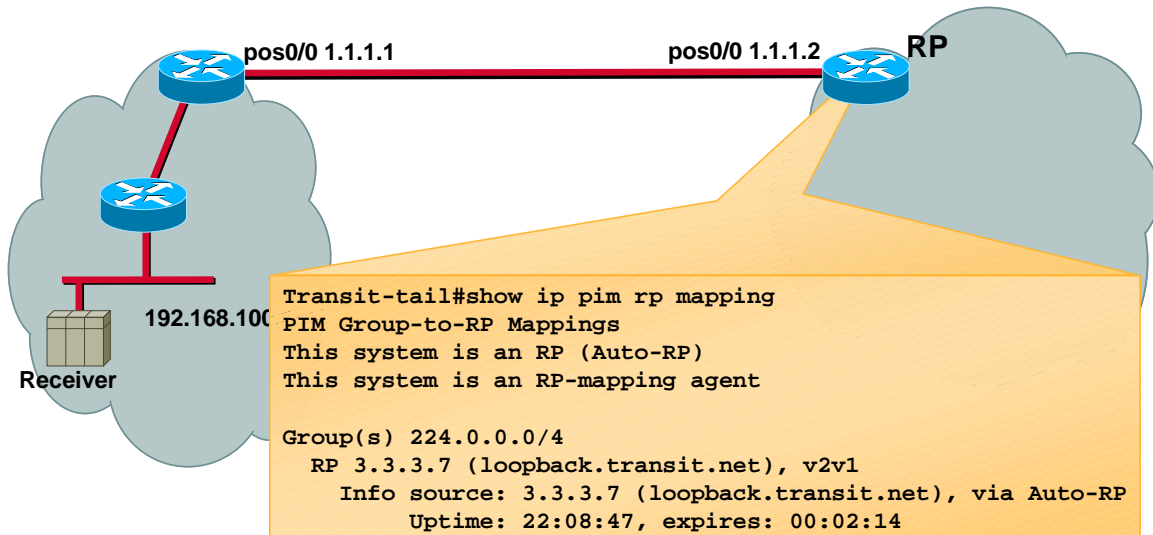 pos0/0 1.1.1.1
pos0/0 1.1.1.2
RP
192.168.100
Receiver
Transit-tail#show ip pim rp mapping
PIM Group-to-RP Mappings
This system is an RP (Auto-RP)
This system is an RP-mapping agent
Group(s) 224.0.0.0/4
RP 3.3.3.7 (loopback.transit.net), v2v1
Info source: 3.3.3.7 (loopback.transit.net), via Auto-RP
Uptime: 22:08:47, expires: 00:02:14